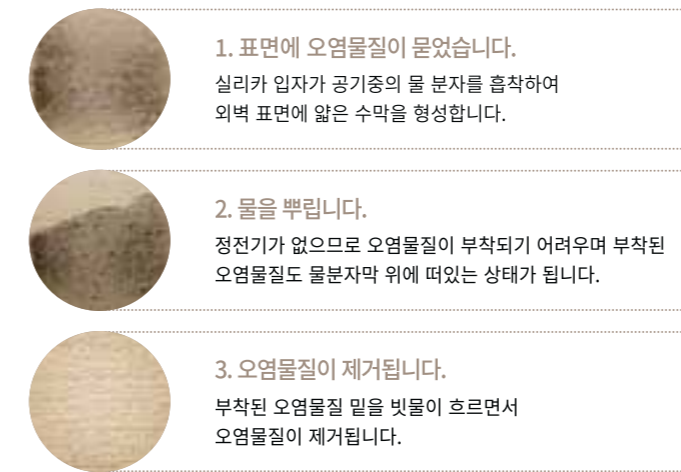 1. 표면에 오염물질이 묻었습니다.
실리카 입자가 공기중의 물 분자를 흡착하여
외벽 표면에 얇은 수막을 형성합니다.
2. 물을 뿌립니다.
정전기가 없으므로 오염물질이 부착되기 어려우며 부착된
오염물질도 물분자막 위에 떠있는 상태가 됩니다.
3. 오염물질이 제거됩니다.
부착된 오염물질 밑을 빗물이 흐르면서
오염물질이 제거됩니다.